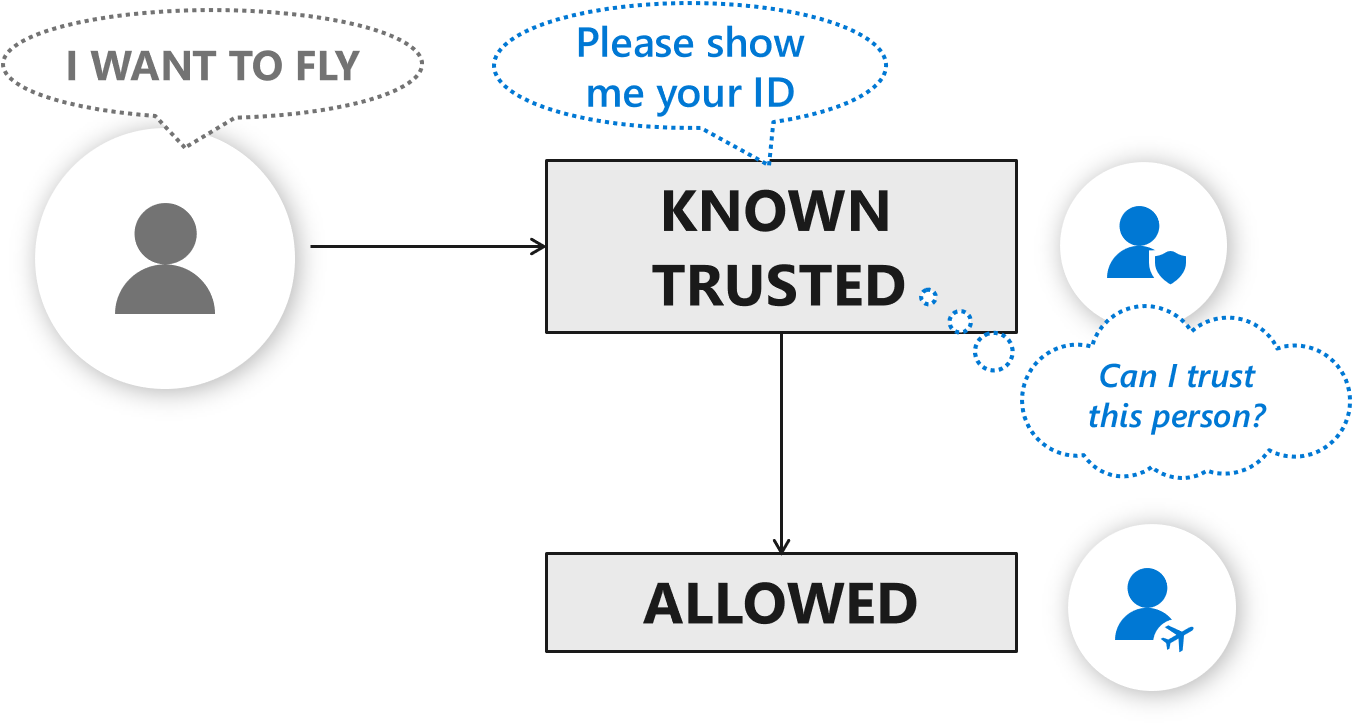 I WANT TO FLY
Please show
me your ID
KNOWN
TRUSTED
Can I trust
this person?
ALLOWED